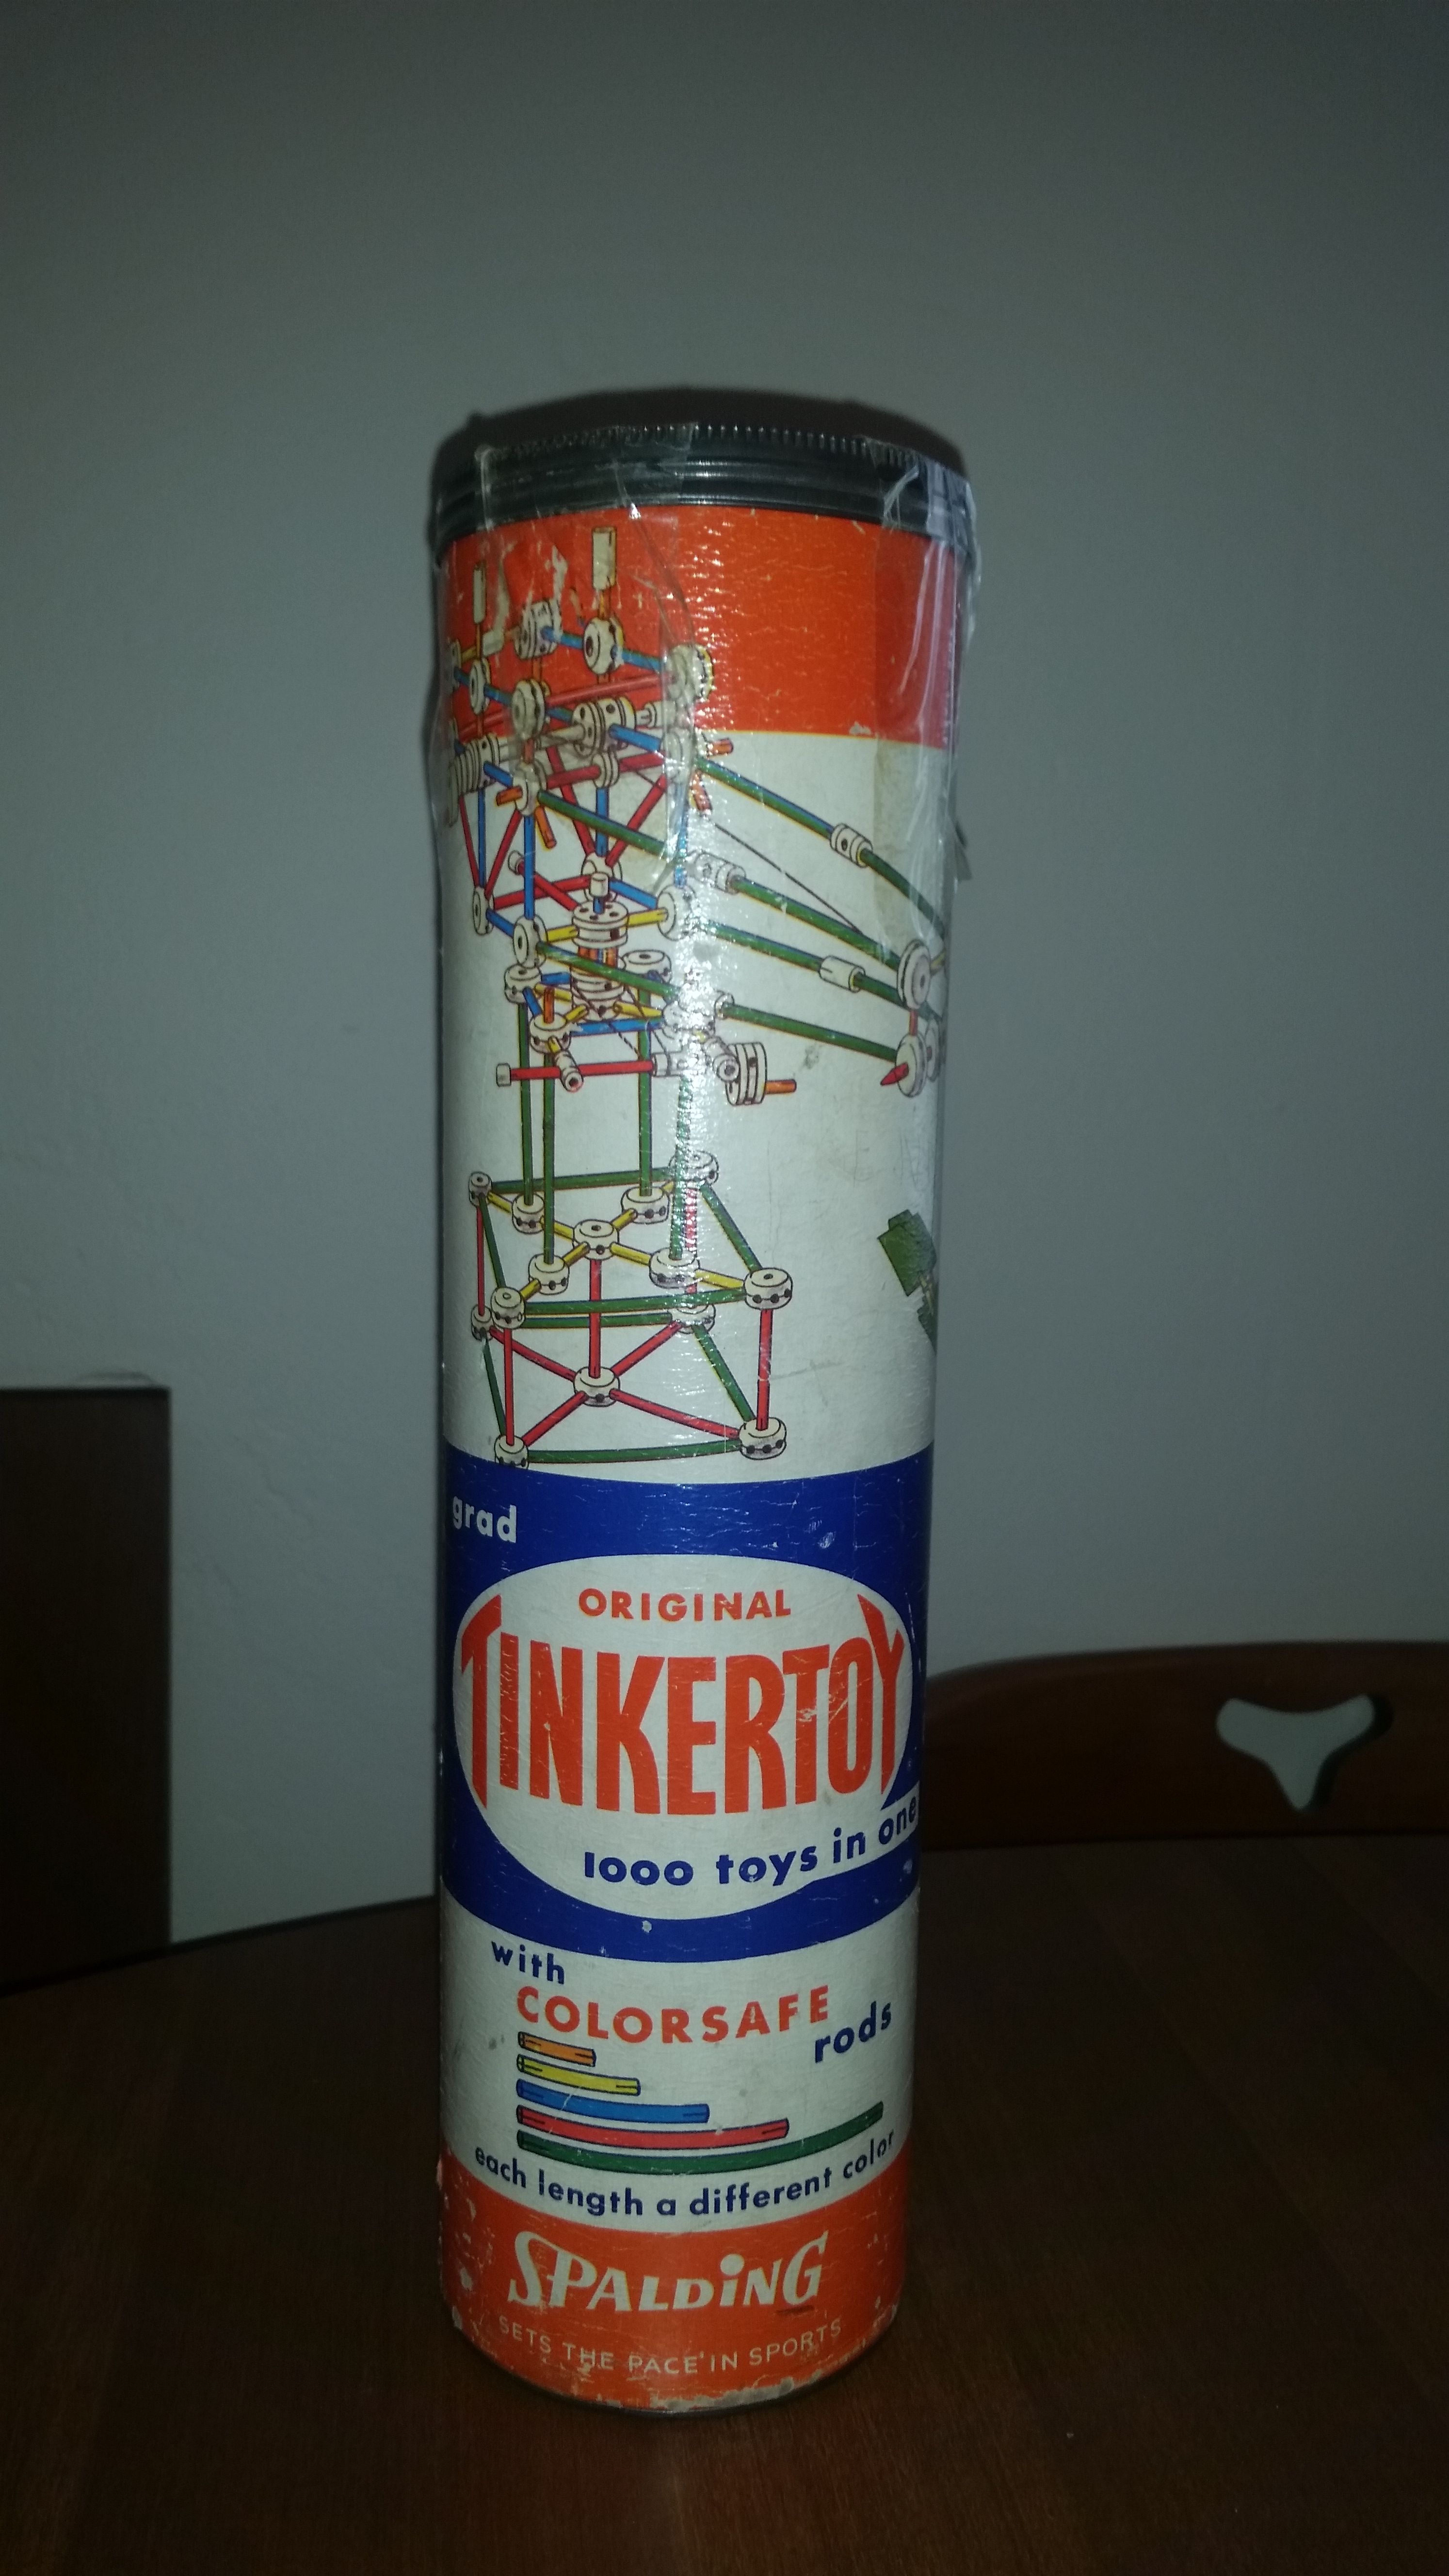 grad
ORIGINAL
TINKERTOY
1000 toys in one
with
COLORSAFE
rods
each length a different color
SPALDING
SETS THE PACE IN SPORTS